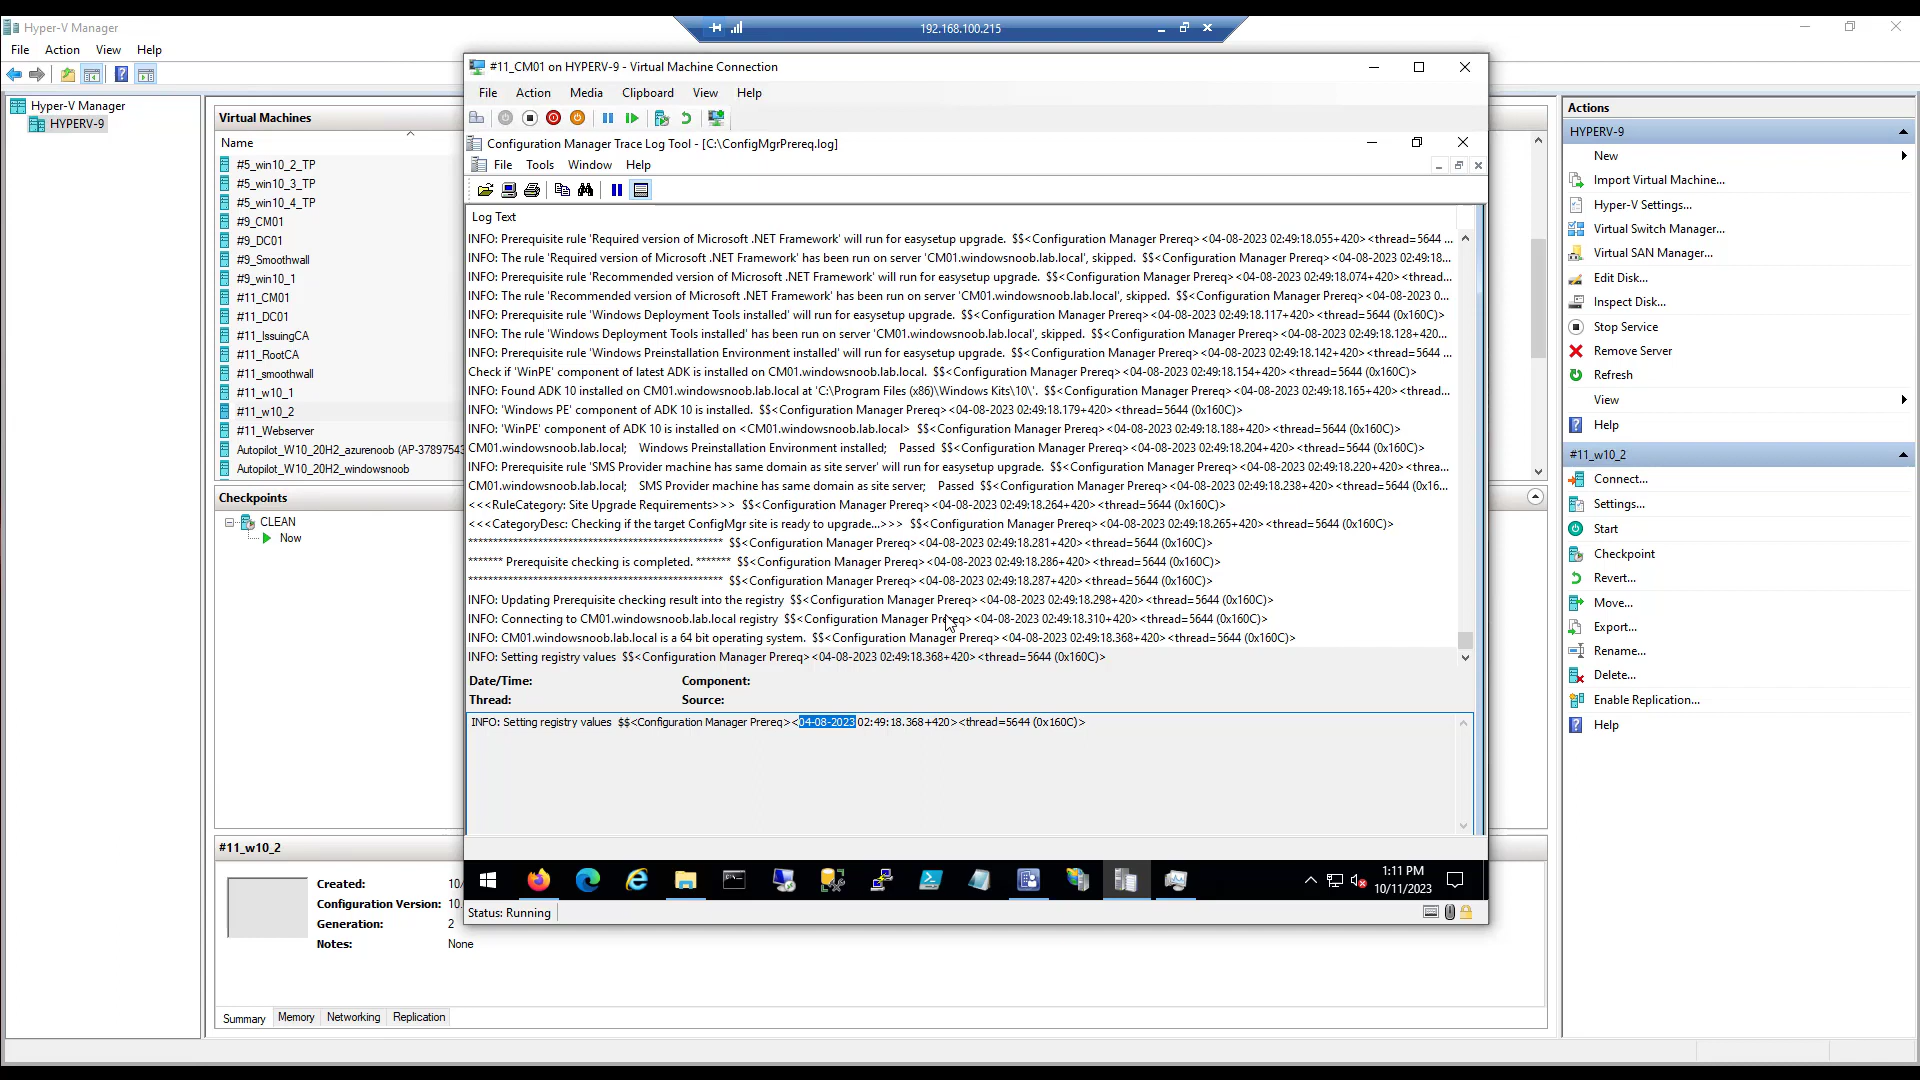 Hyper-V Manager
192.168.100.215
File Action View Help
Hyper-V Manager
HYPERV-9
Virtual Machines
Name
#5_win10_2_TP
#5_win10_3_TP
#5_win10_4_TP
#9_CM01
#9_DC01
#9_Smoothwall
#9_win10_1
#11_CM01
#11_DC01
#11_IssuingCA
#11_RootCA
#11_smoothwall
#11_w10_1
#11_w10_2
#11_Webserver
Autopilot_W10_20H2_azurenoob (AP-37897543
Autopilot_W10_20H2_windowsnoob
Checkpoints
CLEAN
Now
#11_w10_2
Created: 10/
Configuration Version: 10.
Generation: 2
Notes: None
Summary Memory Networking Replication
#11_CM01 on HYPERV-9 - Virtual Machine Connection
File Action Media Clipboard View Help
Configuration Manager Trace Log Tool - [C:\ConfigMgrPrereq.log]
File Tools Window Help
Log Text
INFO: Prerequisite rule 'Required version of Microsoft .NET Framework' will run for easysetup upgrade. $$<Configuration Manager Prereq><04-08-2023 02:49:18.055+420><thread=5644 ...
INFO: The rule 'Required version of Microsoft .NET Framework' has been run on server 'CM01.windowsnoob.lab.local', skipped. $$<Configuration Manager Prereq><04-08-2023 02:49:18...
INFO: Prerequisite rule 'Recommended version of Microsoft .NET Framework' will run for easysetup upgrade. $$<Configuration Manager Prereq><04-08-2023 02:49:18.074+420><thread...
INFO: The rule 'Recommended version of Microsoft .NET Framework' has been run on server 'CM01.windowsnoob.lab.local', skipped. $$<Configuration Manager Prereq><04-08-2023 0...
INFO: Prerequisite rule 'Windows Deployment Tools installed' will run for easysetup upgrade. $$<Configuration Manager Prereq><04-08-2023 02:49:18.117+420><thread=5644 (0x160C)>
INFO: The rule 'Windows Deployment Tools installed' has been run on server 'CM01.windowsnoob.lab.local', skipped. $$<Configuration Manager Prereq><04-08-2023 02:49:18.128+420...
INFO: Prerequisite rule 'Windows Preinstallation Environment installed' will run for easysetup upgrade. $$<Configuration Manager Prereq><04-08-2023 02:49:18.142+420><thread=5644 ...
Check if 'WinPE' component of latest ADK is installed on CM01.windowsnoob.lab.local. $$<Configuration Manager Prereq><04-08-2023 02:49:18.154+420><thread=5644 (0x160C)>
INFO: Found ADK 10 installed on CM01.windowsnoob.lab.local at 'C:\Program Files (x86)\Windows Kits\10\'. $$<Configuration Manager Prereq><04-08-2023 02:49:18.165+420><thread...
INFO: 'Windows PE' component of ADK 10 is installed. $$<Configuration Manager Prereq><04-08-2023 02:49:18.179+420><thread=5644 (0x160C)>
INFO: 'WinPE' component of ADK 10 is installed on <CM01.windowsnoob.lab.local> $$<Configuration Manager Prereq><04-08-2023 02:49:18.188+420><thread=5644 (0x160C)>
CM01.windowsnoob.lab.local; Windows Preinstallation Environment installed; Passed $$<Configuration Manager Prereq><04-08-2023 02:49:18.204+420><thread=5644 (0x160C)>
INFO: Prerequisite rule 'SMS Provider machine has same domain as site server' will run for easysetup upgrade. $$<Configuration Manager Prereq><04-08-2023 02:49:18.220+420><threa...
CM01.windowsnoob.lab.local; SMS Provider machine has same domain as site server; Passed $$<Configuration Manager Prereq><04-08-2023 02:49:18.238+420><thread=5644 (0x16...
<<<RuleCategory: Site Upgrade Requirements>>> $$<Configuration Manager Prereq><04-08-2023 02:49:18.264+420><thread=5644 (0x160C)>
<<<CategoryDesc: Checking if the target ConfigMgr site is ready to upgrade...>>> $$<Configuration Manager Prereq><04-08-2023 02:49:18.265+420><thread=5644 (0x160C)>
*************************************************** $$<Configuration Manager Prereq><04-08-2023 02:49:18.281+420><thread=5644 (0x160C)>
******* Prerequisite checking is completed. ******* $$<Configuration Manager Prereq><04-08-2023 02:49:18.286+420><thread=5644 (0x160C)>
*************************************************** $$<Configuration Manager Prereq><04-08-2023 02:49:18.287+420><thread=5644 (0x160C)>
INFO: Updating Prerequisite checking result into the registry $$<Configuration Manager Prereq><04-08-2023 02:49:18.298+420><thread=5644 (0x160C)>
INFO: Connecting to CM01.windowsnoob.lab.local registry $$<Configuration Manager Prereq><04-08-2023 02:49:18.310+420><thread=5644 (0x160C)>
INFO: CM01.windowsnoob.lab.local is a 64 bit operating system. $$<Configuration Manager Prereq><04-08-2023 02:49:18.368+420><thread=5644 (0x160C)>
INFO: Setting registry values $$<Configuration Manager Prereq><04-08-2023 02:49:18.368+420><thread=5644 (0x160C)>
Date/Time: Component:
Thread: Source:
INFO: Setting registry values $$<Configuration Manager Prereq><04-08-2023 02:49:18.368+420><thread=5644 (0x160C)>
1:11 PM
10/11/2023
Status: Running
Actions
HYPERV-9
New
Import Virtual Machine...
Hyper-V Settings...
Virtual Switch Manager...
Virtual SAN Manager...
Edit Disk...
Inspect Disk...
Stop Service
Remove Server
Refresh
View
Help
#11_w10_2
Connect...
Settings...
Start
Checkpoint
Revert...
Move...
Export...
Rename...
Delete...
Enable Replication...
Help